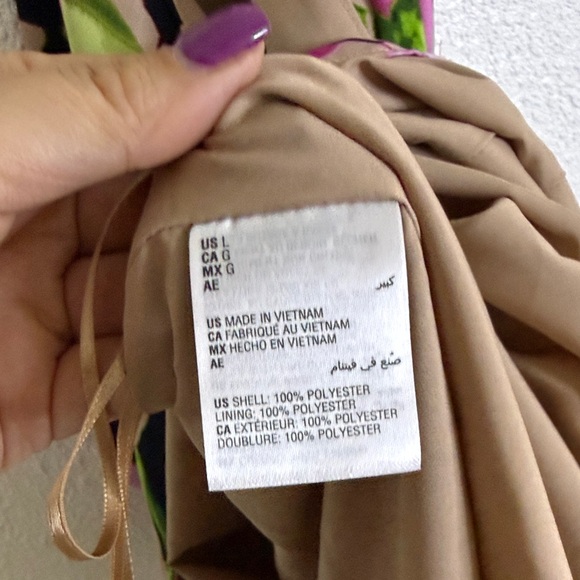 US L
CA G
MX G
AE كبير
US MADE IN VIETNAM
CA FABRIQUÉ AU VIETNAM
MX HECHO EN VIETNAM
AE صنع في فيتنام
US SHELL: 100% POLYESTER
LINING: 100% POLYESTER
CA EXTÉRIEUR: 100% POLYESTER
DOUBLURE: 100% POLYESTER